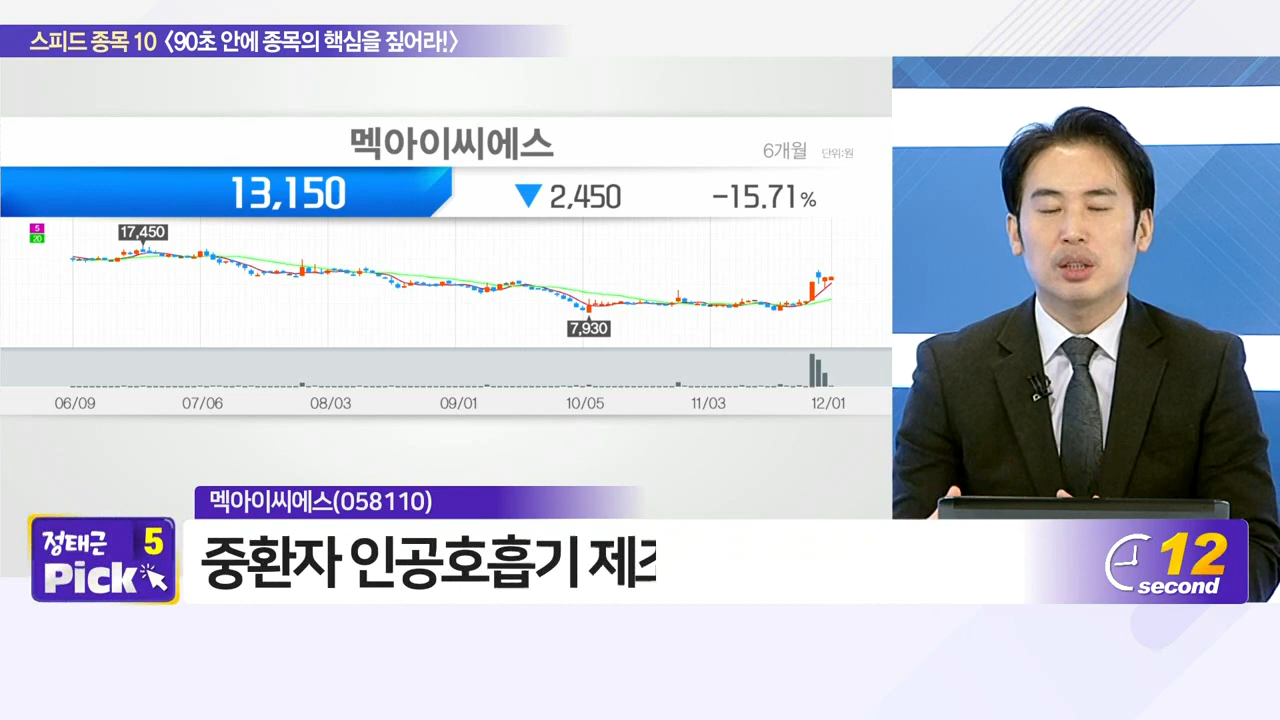 스피드 종목 10 <90초 안에 종목의 핵심을 짚어라!>
멕아이씨에스
6개월 단위:원
13,150 ▼ 2,450 -15.71%
5
20
17,450
7,930
06/09 07/06 08/03 09/01 10/05 11/03 12/01
멕아이씨에스(058110)
정태근 5
Pick
중환자 인공호흡기
12
second